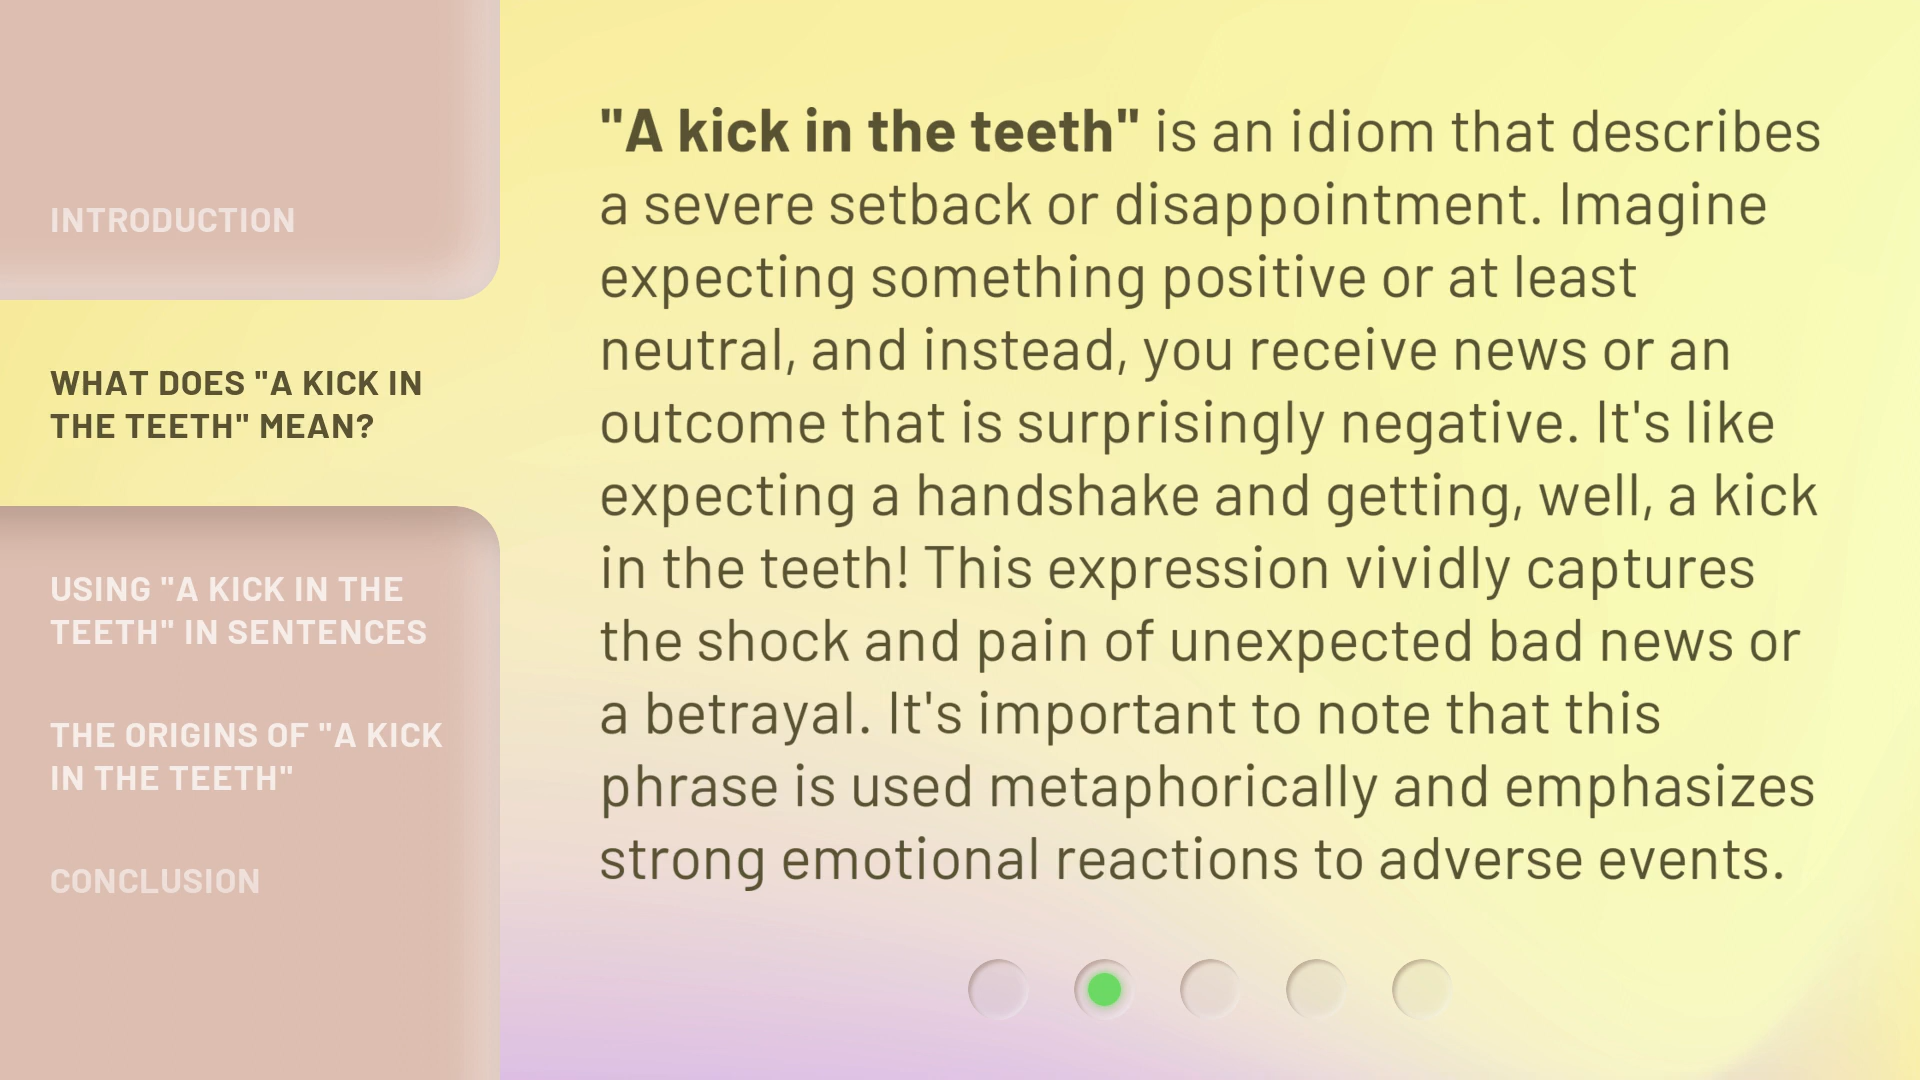 INTRODUCTION
WHAT DOES "A KICK IN
THE TEETH" MEAN?
USING "A KICK IN THE
TEETH" IN SENTENCES
THE ORIGINS OF "A KICK
IN THE TEETH"
CONCLUSION
"A kick in the teeth" is an idiom that describes
a severe setback or disappointment. Imagine
expecting something positive or at least
neutral, and instead, you receive news or an
outcome that is surprisingly negative. It's like
expecting a handshake and getting, well, a kick
in the teeth! This expression vividly captures
the shock and pain of unexpected bad news or
a betrayal. It's important to note that this
phrase is used metaphorically and emphasizes
strong emotional reactions to adverse events.